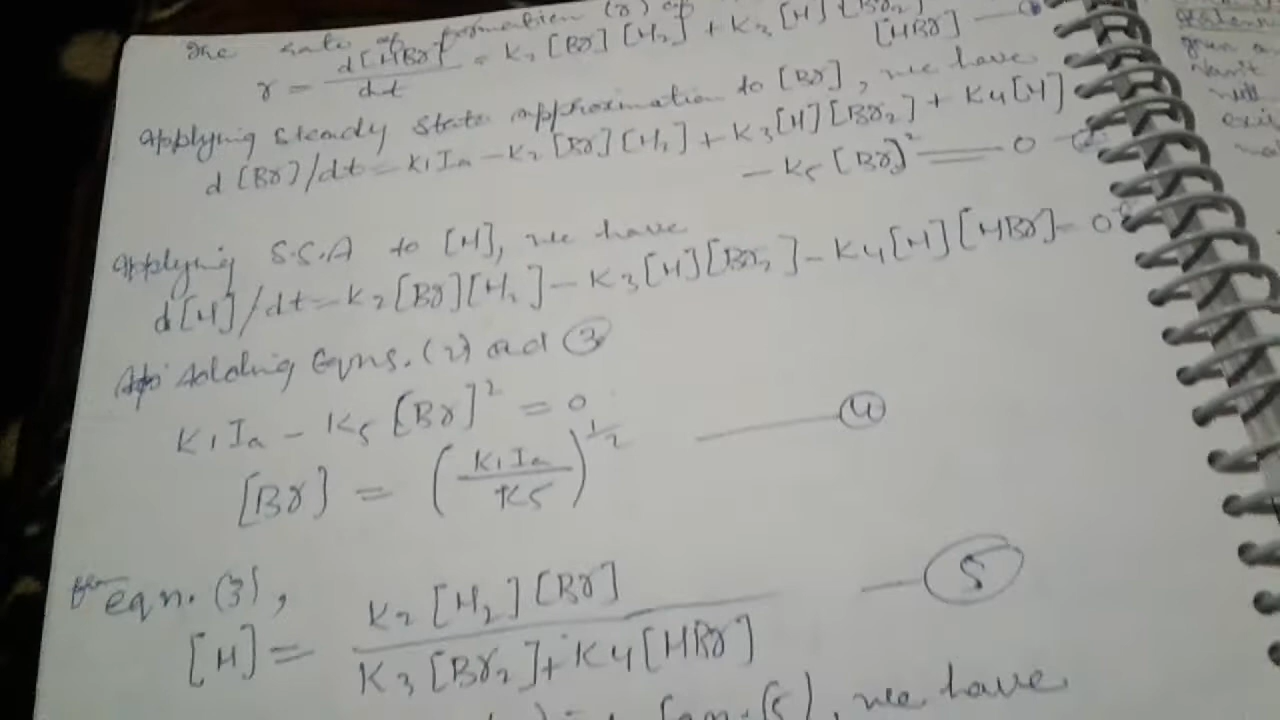 The rate of formation (r) of
r = d[HBr]/dt = K2 [Br] [H2] + K3 [H] [Br2]
[HBr]
Applying steady state approximation to [Br], we have
d[Br]/dt = K1Ia - K2 [Br] [H2] + K3[H][Br2] + K4[H]
- K5 [Br]² = 0
Applying S.S.A to [H], we have
d[H]/dt = K2[Br][H2] - K3[H][Br2] - K4[H][HBr] = 0
Adding Eqns. (2) and ③
K1Ia - K5 [Br]² = 0
[Br] = (K1Ia/K5)^1/2 — ④
eqn. (3),
[H] = K2 [H2] [Br] / K3 [Br2] + K4 [HBr] — ⑤
Eqn. (5), we have